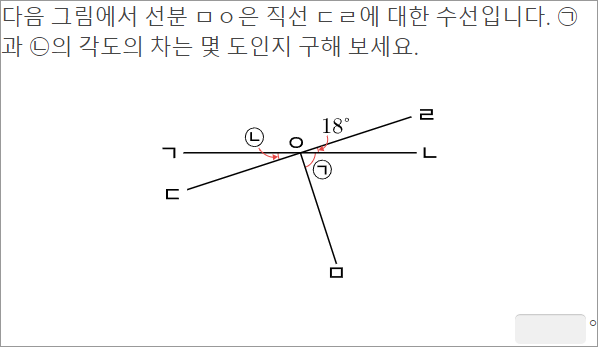 다음 그림에서 선분 ㅁㅇ은 직선 ㄷㄹ에 대한 수선입니다. ㉠
과 ㉡의 각도의 차는 몇 도인지 구해 보세요.
18° ㄹ
㉡ ㅇ
ㄱ ㄴ
㉠
ㄷ
ㅁ
°